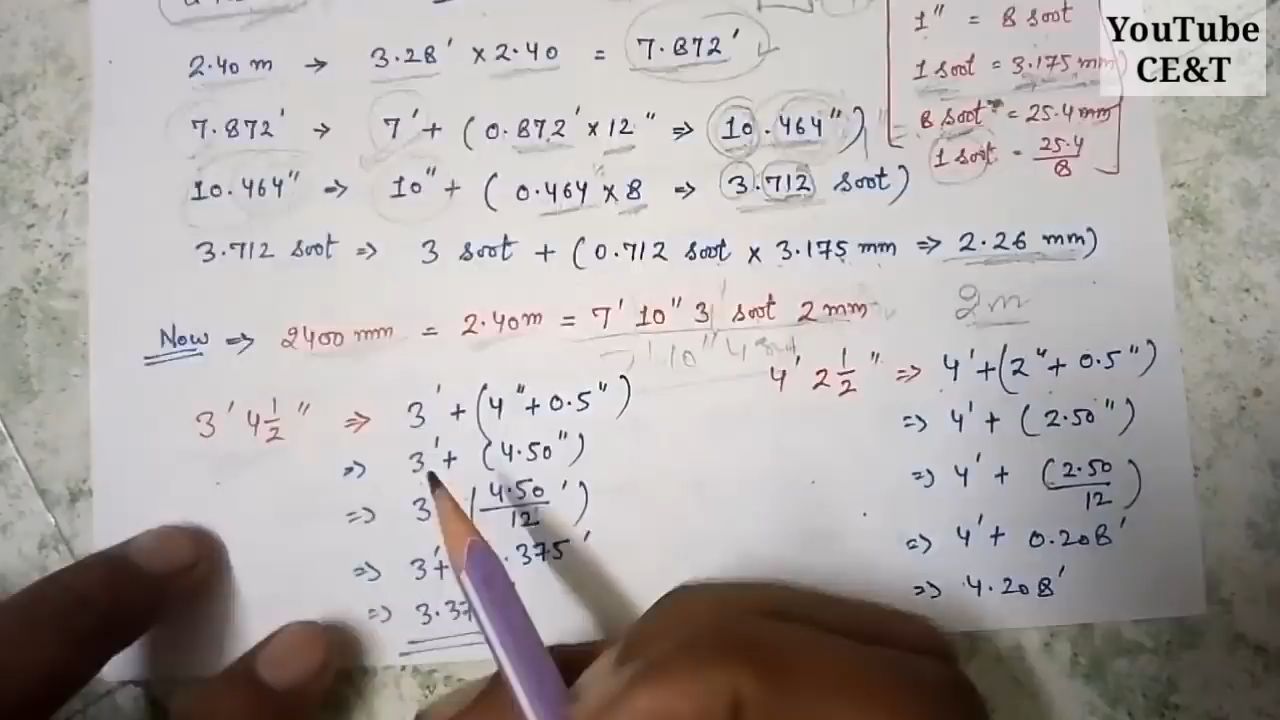 1" = 8 soot
YouTube
CE&T
2.40 m → 3.28' × 2.40 = 7.872'
1 soot = 3.175 mm
7.872' → 7' + (0.872' × 12" ⇒ 10.464")
8 soot = 25.4 mm
1 soot = 25.4/8
10.464" ⇒ 10" + (0.464 × 8 ⇒ 3.712 soot)
3.712 soot ⇒ 3 soot + (0.712 soot × 3.175 mm ⇒ 2.26 mm)
2m
Now ⇒ 2400 mm = 2.40m = 7' 10" 3 soot 2 mm
3' 4 1/2" ⇒ 3' + (4" + 0.5")
⇒ 3' + (4.50")
⇒ 3 (4.50/12 ')
⇒ 3' + .375'
⇒ 3.37
4' 2 1/2" ⇒ 4' + (2" + 0.5")
⇒ 4' + (2.50")
⇒ 4' + (2.50/12)
⇒ 4' + 0.208'
⇒ 4.208'